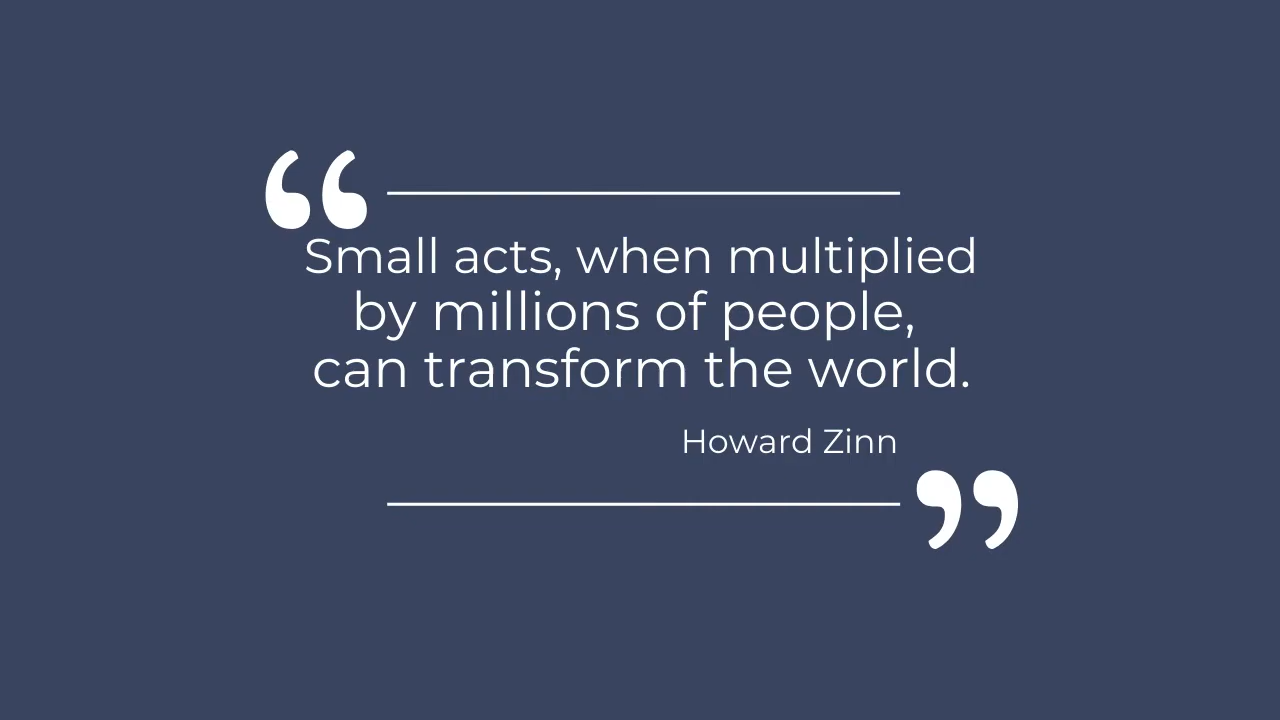 “
Small acts, when multiplied
by millions of people,
can transform the world.
Howard Zinn
”